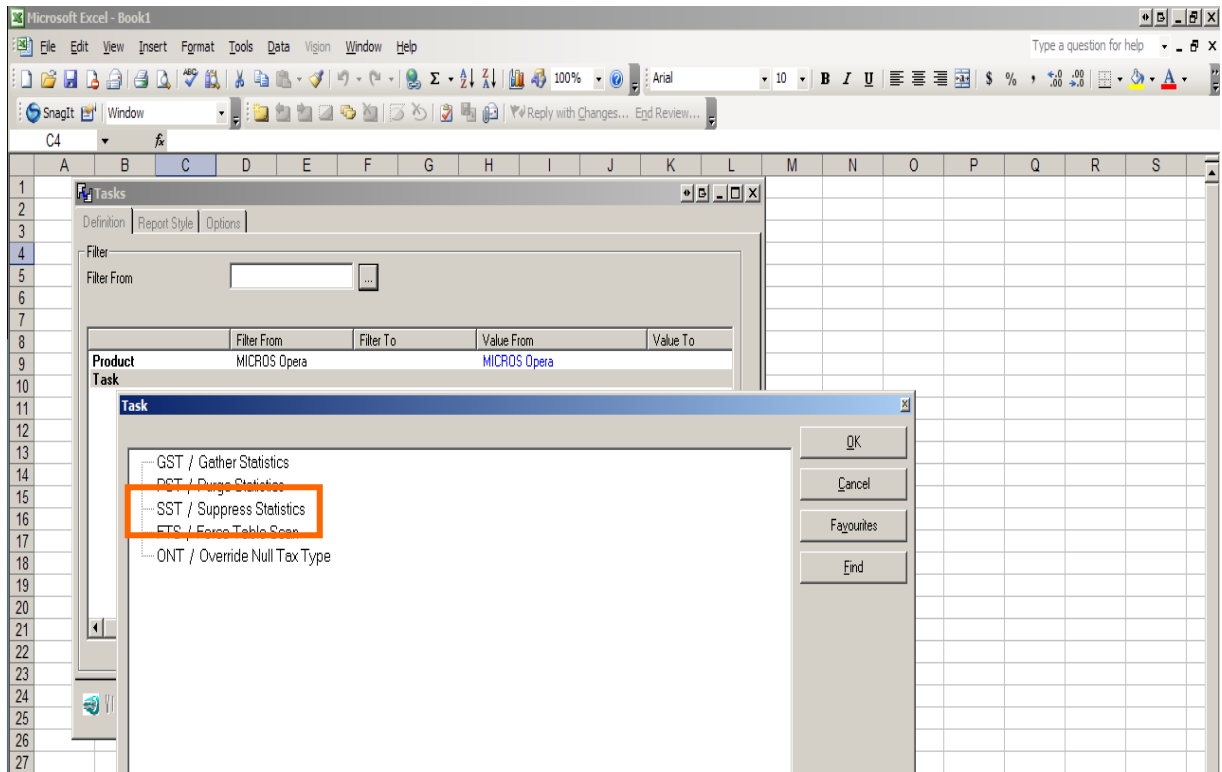 Microsoft Excel - Book1
File Edit View Insert Format Tools Data Vision Window Help Type a question for help
100% Arial 10 B I U $ % , .00
SnagIt Window Reply with Changes... End Review...
C4 fx
A B C D E F G H I J K L M N O P Q R S
1
Tasks
2
Definition Report Style Options
3
4 Filter
5 Filter From ...
6
7
8 Filter From Filter To Value From Value To
9 Product MICROS Opera MICROS Opera
10 Task
11 Task
12 OK
13 GST / Gather Statistics
14 PST / Purge Statistics Cancel
15 SST / Suppress Statistics
16 FTS / Force Table Scan Favourites
17
18 ONT / Override Null Tax Type Find
19
20
21
22
23
24
25
26
27